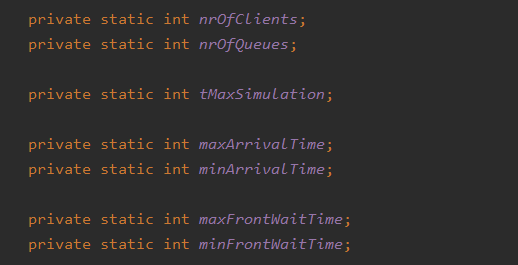 private static int nrOfClients;
private static int nrOfQueues;
private static int tMaxSimulation;
private static int maxArrivalTime;
private static int minArrivalTime;
private static int maxFrontWaitTime;
private static int minFrontWaitTime;